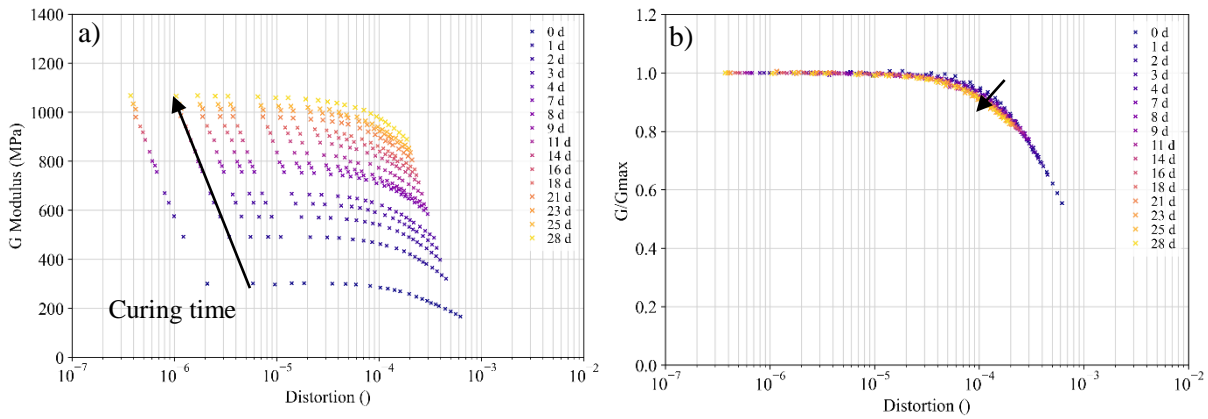 a)
G Modulus (MPa)
1400
1200
1000
800
600
400
200
0
Curing time
0 d
1 d
2 d
3 d
4 d
7 d
8 d
9 d
11 d
14 d
16 d
18 d
21 d
23 d
25 d
28 d
10⁻⁷ 10⁻⁶ 10⁻⁵ 10⁻⁴ 10⁻³ 10⁻²
Distortion ()
b)
G/Gmax
1.2
1.0
0.8
0.6
0.4
0.2
0.0
0 d
1 d
2 d
3 d
4 d
7 d
8 d
9 d
11 d
14 d
16 d
18 d
21 d
23 d
25 d
28 d
10⁻⁷ 10⁻⁶ 10⁻⁵ 10⁻⁴ 10⁻³ 10⁻²
Distortion ()